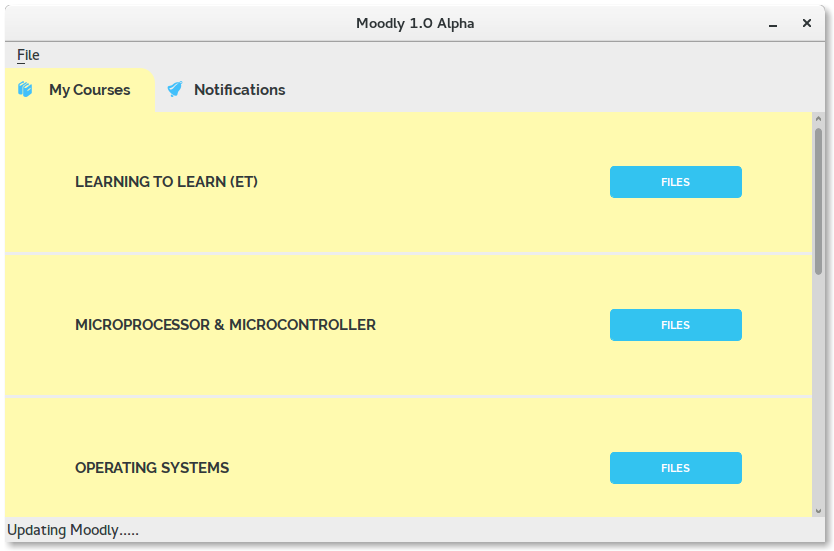 Moodly 1.0 Alpha
File
My Courses Notifications
LEARNING TO LEARN (ET) FILES
MICROPROCESSOR & MICROCONTROLLER FILES
OPERATING SYSTEMS FILES
Updating Moodly.....